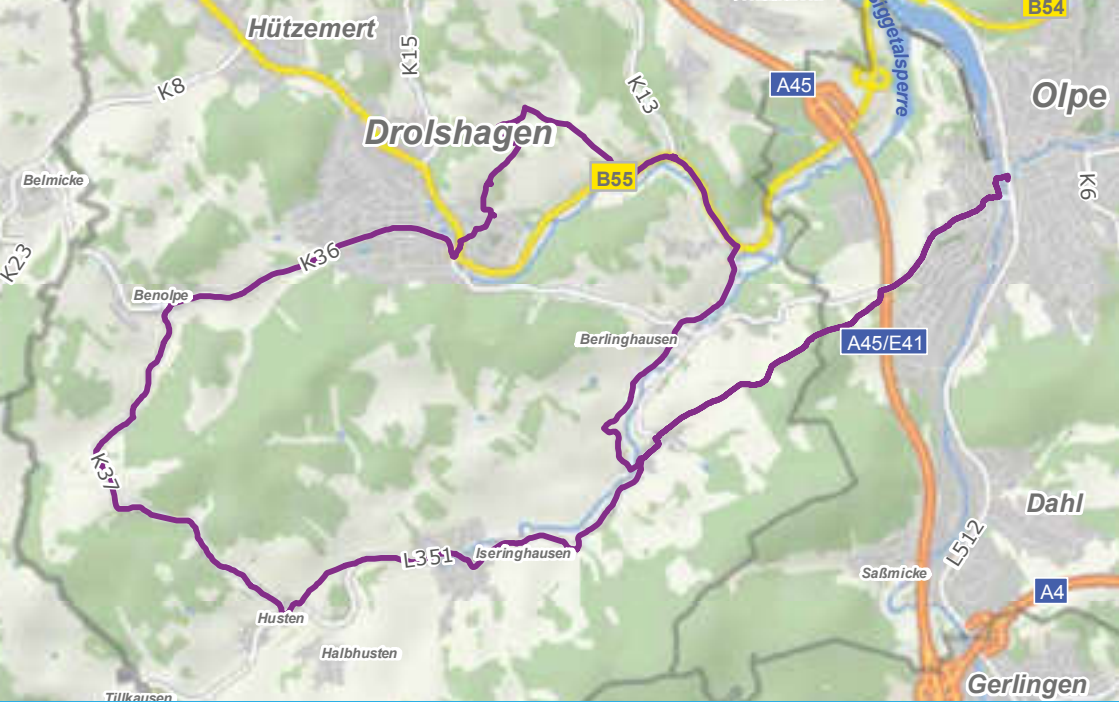 B54
Hützemert
K15
A45
Biggetalsperre
K8
K13
Olpe
Drolshagen
Belmicke
B55
K6
K23
K36
Benolpe
Berlinghausen
A45/E41
K37
Dahl
L351
Iseringhausen
L512
Saßmicke
A4
Husten
Halbhusten
Gerlingen
Tillkausen